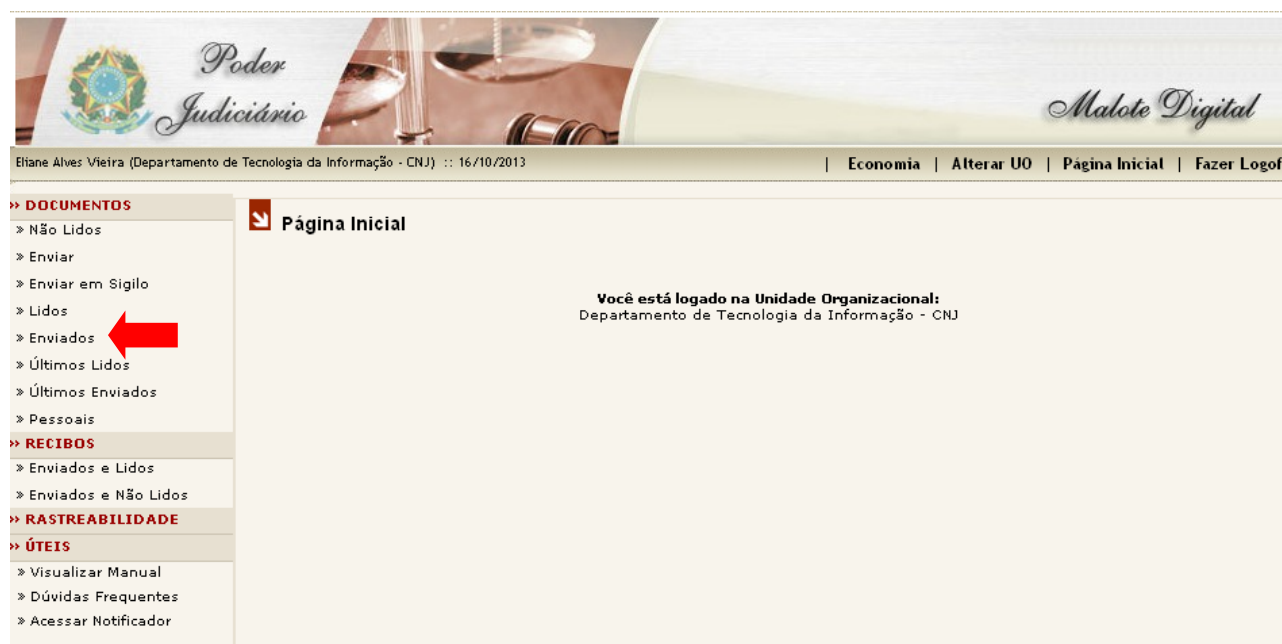 Poder
Judiciário
Malote Digital
Eliane Alves Vieira (Departamento de Tecnologia da Informação - CNJ) :: 16/10/2013
| Economia | Alterar UO | Página Inicial | Fazer Logof
» DOCUMENTOS
» Não Lidos
» Enviar
» Enviar em Sigilo
» Lidos
» Enviados
» Últimos Lidos
» Últimos Enviados
» Pessoais
» RECIBOS
» Enviados e Lidos
» Enviados e Não Lidos
» RASTREABILIDADE
» ÚTEIS
» Visualizar Manual
» Dúvidas Frequentes
» Acessar Notificador
Página Inicial
Você está logado na Unidade Organizacional:
Departamento de Tecnologia da Informação - CNJ